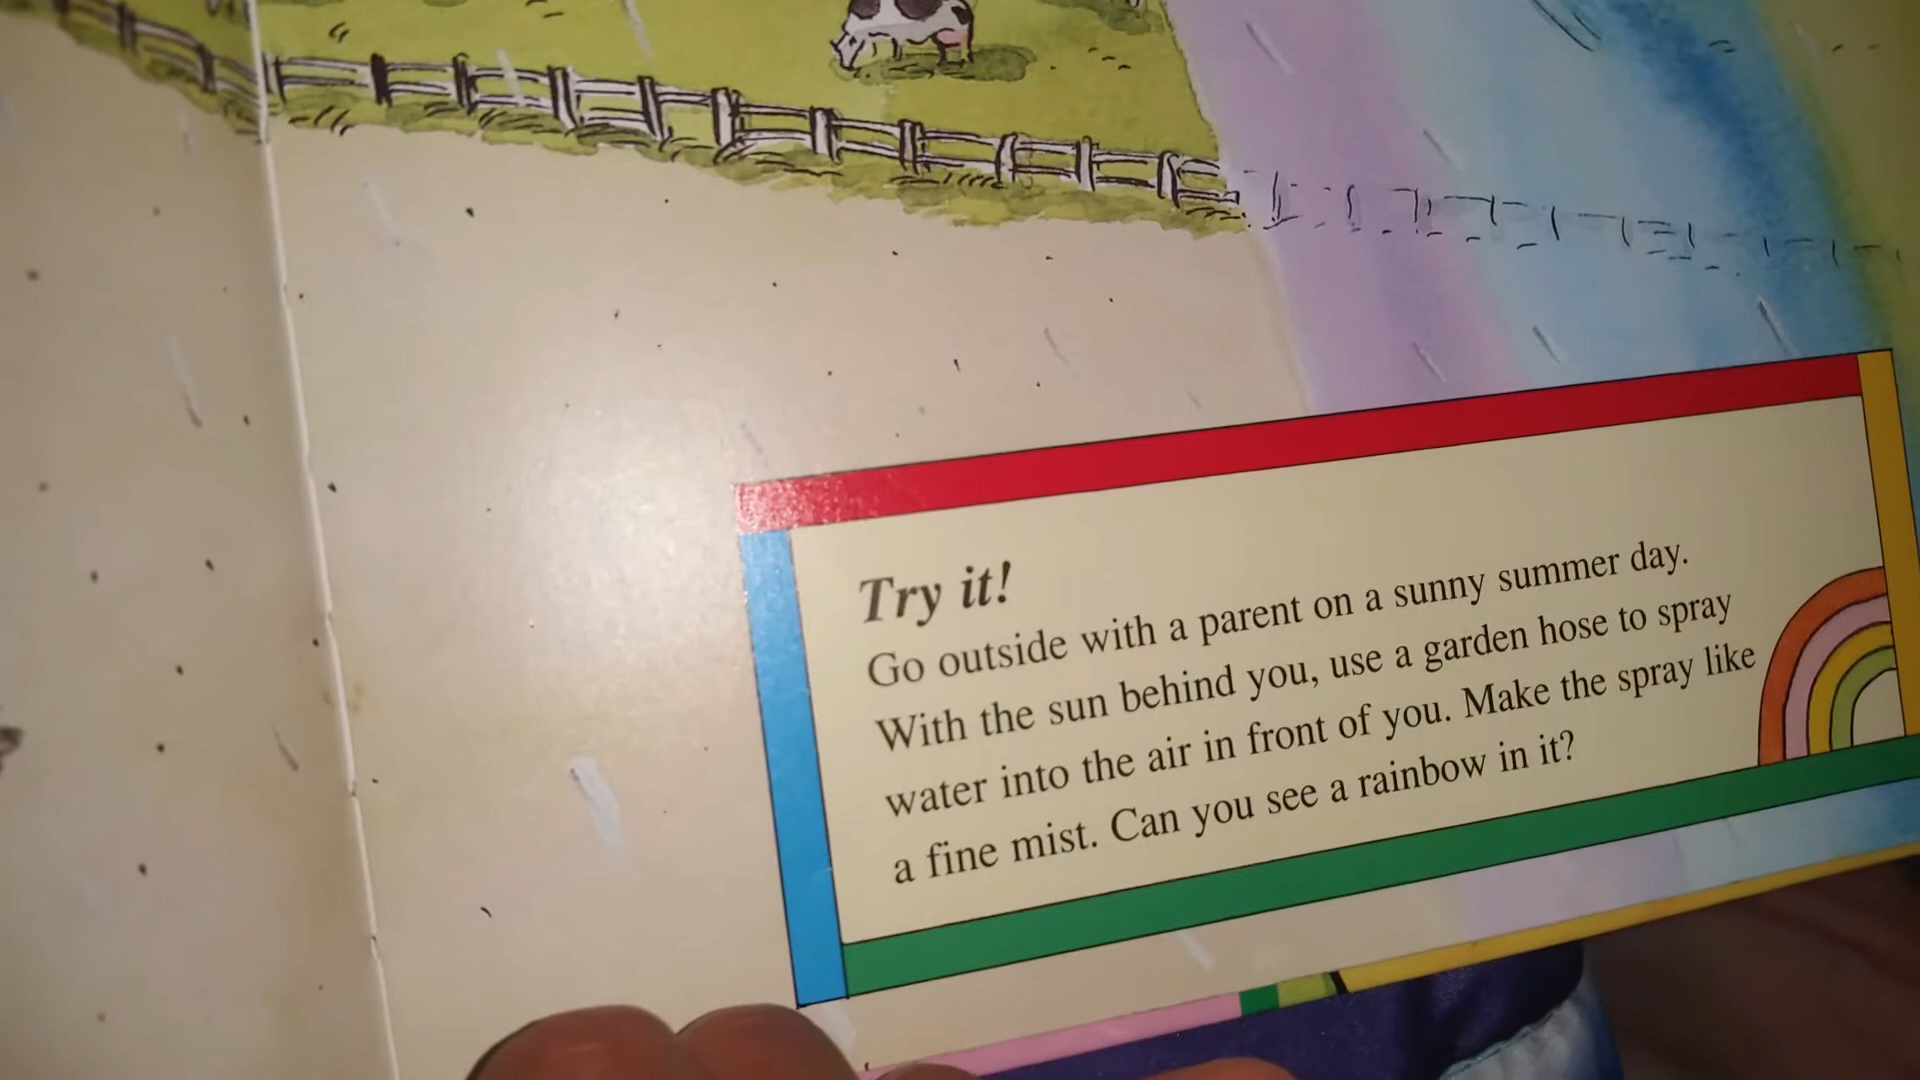 Try it!
Go outside with a parent on a sunny summer day.
With the sun behind you, use a garden hose to spray
water into the air in front of you. Make the spray like
a fine mist. Can you see a rainbow in it?